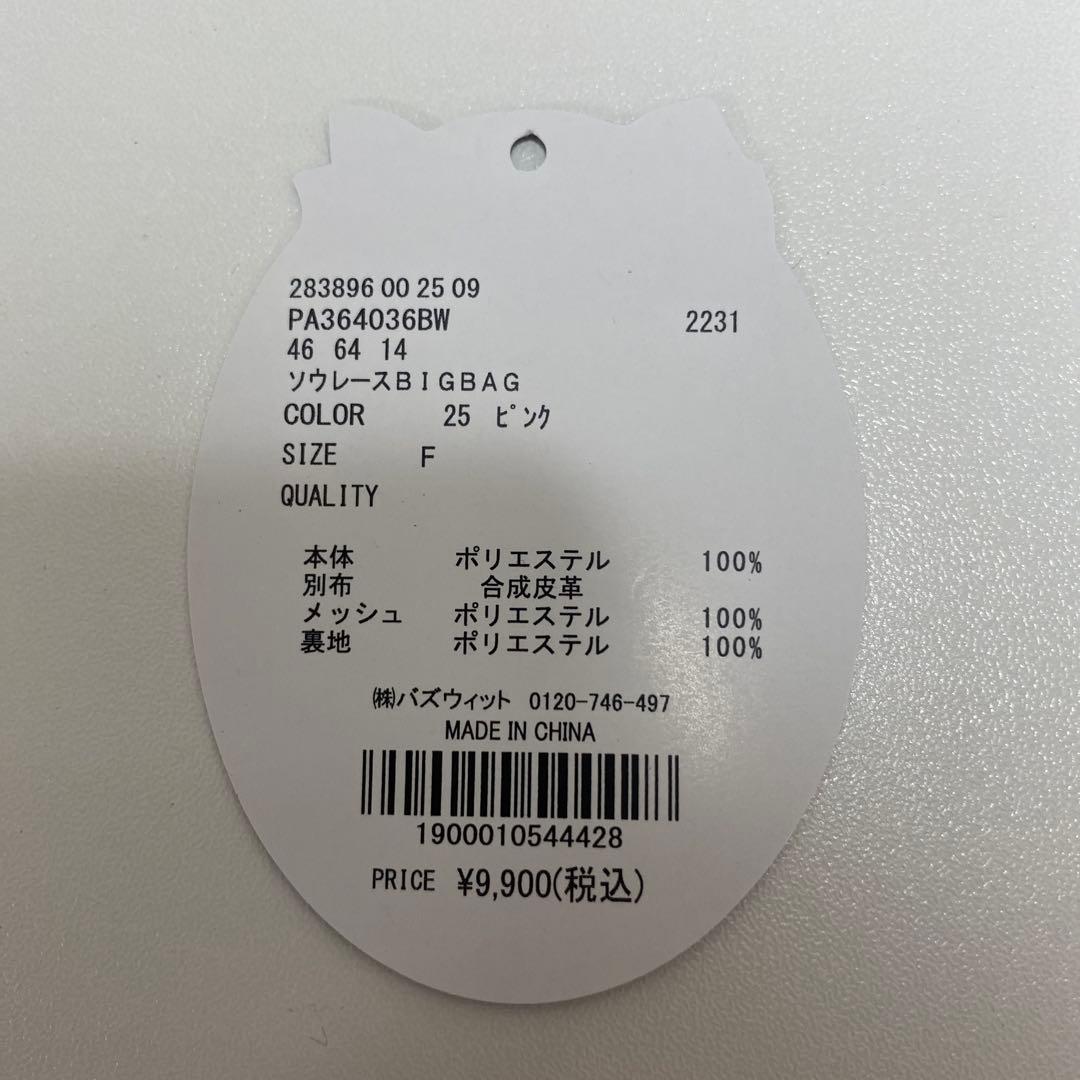 283896 00 25 09
PA364036BW 2231
46 64 14
ソウレースBIGBAG
COLOR 25 ピンク
SIZE F
QUALITY
本体 ポリエステル 100%
別布 合成皮革
メッシュ ポリエステル 100%
裏地 ポリエステル 100%
㈱バズウィット 0120-746-497
MADE IN CHINA
1900010544428
PRICE ¥9,900(税込)